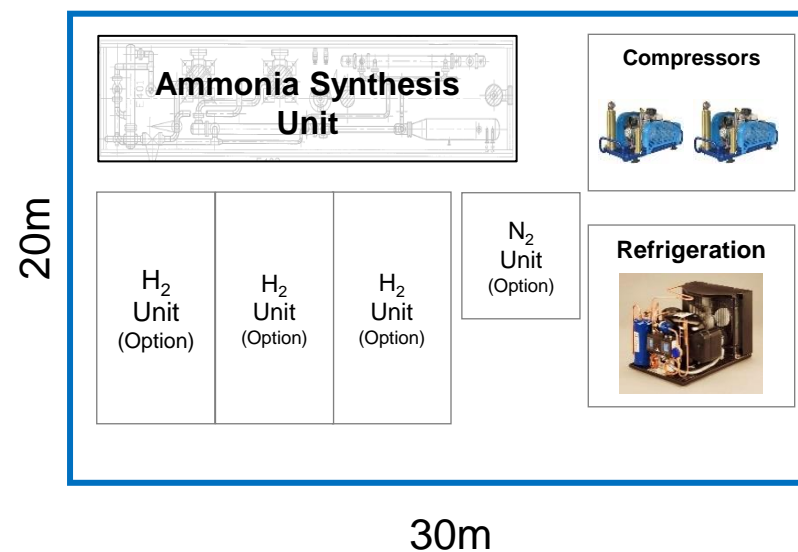 Ammonia Synthesis
Unit
Compressors
20m
H₂
Unit
(Option)
H₂
Unit
(Option)
H₂
Unit
(Option)
N₂
Unit
(Option)
Refrigeration
30m